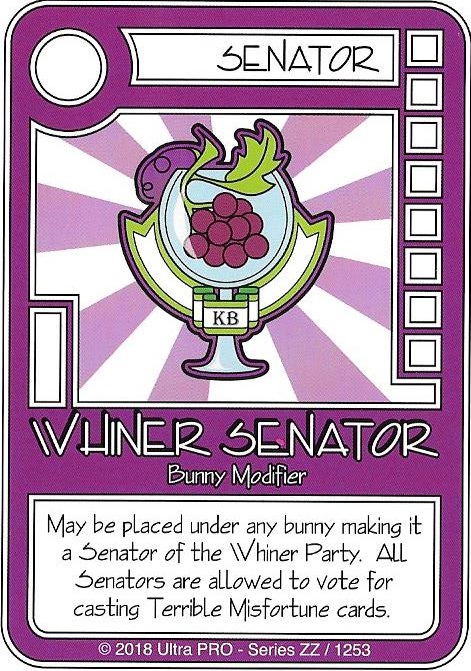 SENATOR
KB
WHINER SENATOR
Bunny Modifier
May be placed under any bunny making it
a Senator of the Whiner Party. All
Senators are allowed to vote for
casting Terrible Misfortune cards.
© 2018 Ultra PRO - Series ZZ / 1253